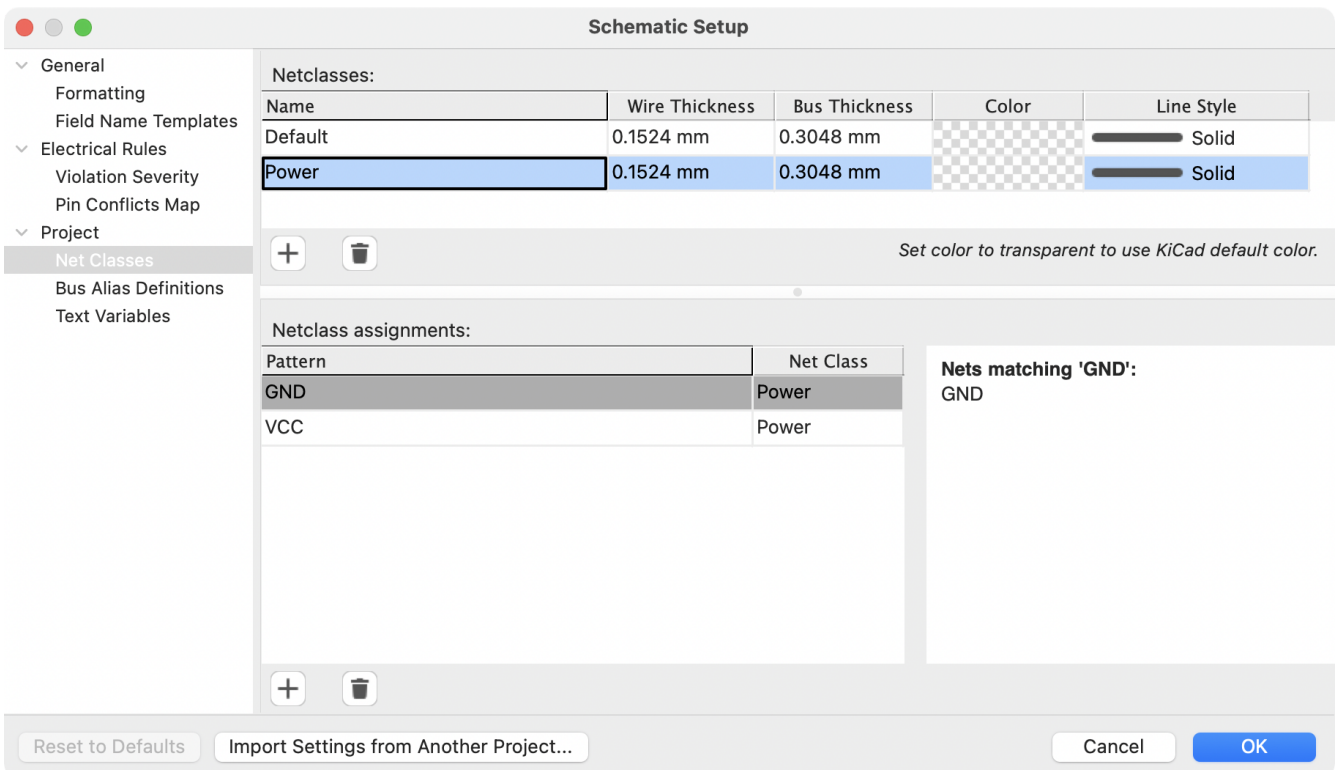 Schematic Setup
General
Formatting
Field Name Templates
Electrical Rules
Violation Severity
Pin Conflicts Map
Project
Net Classes
Bus Alias Definitions
Text Variables
Netclasses:
Name Wire Thickness Bus Thickness Color Line Style
Default 0.1524 mm 0.3048 mm Solid
Power 0.1524 mm 0.3048 mm Solid
Set color to transparent to use KiCad default color.
Netclass assignments:
Pattern Net Class
GND Power
VCC Power
Nets matching 'GND':
GND
Reset to Defaults Import Settings from Another Project... Cancel OK